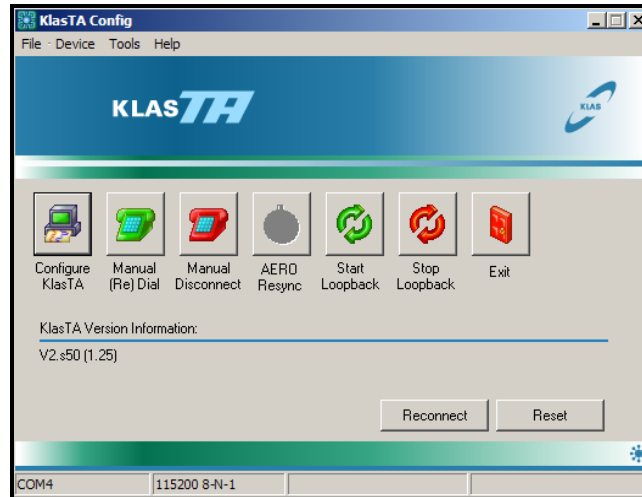 KlasTA Config
File Device Tools Help
KLASTA
KLAS
Configure KlasTA
Manual (Re) Dial
Manual Disconnect
AERO Resync
Start Loopback
Stop Loopback
Exit
KlasTA Version Information:
V2.s50 (1.25)
Reconnect Reset
COM4 115200 8-N-1